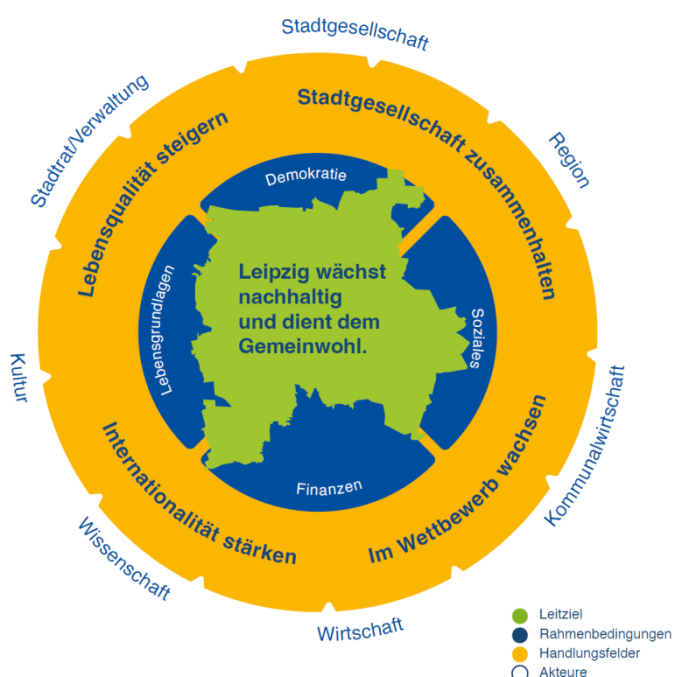 Stadtgesellschaft
Stadtrat/Verwaltung
Region
Lebensqualität steigern
Stadtgesellschaft zusammenhalten
Demokratie
Lebensgrundlagen
Leipzig wächst
nachhaltig
und dient dem
Gemeinwohl.
Soziales
Kultur
Kommunalwirtschaft
Finanzen
Internationalität stärken
Im Wettbewerb wachsen
Wissenschaft
Wirtschaft
Leitziel
Rahmenbedingungen
Handlungsfelder
Akteure